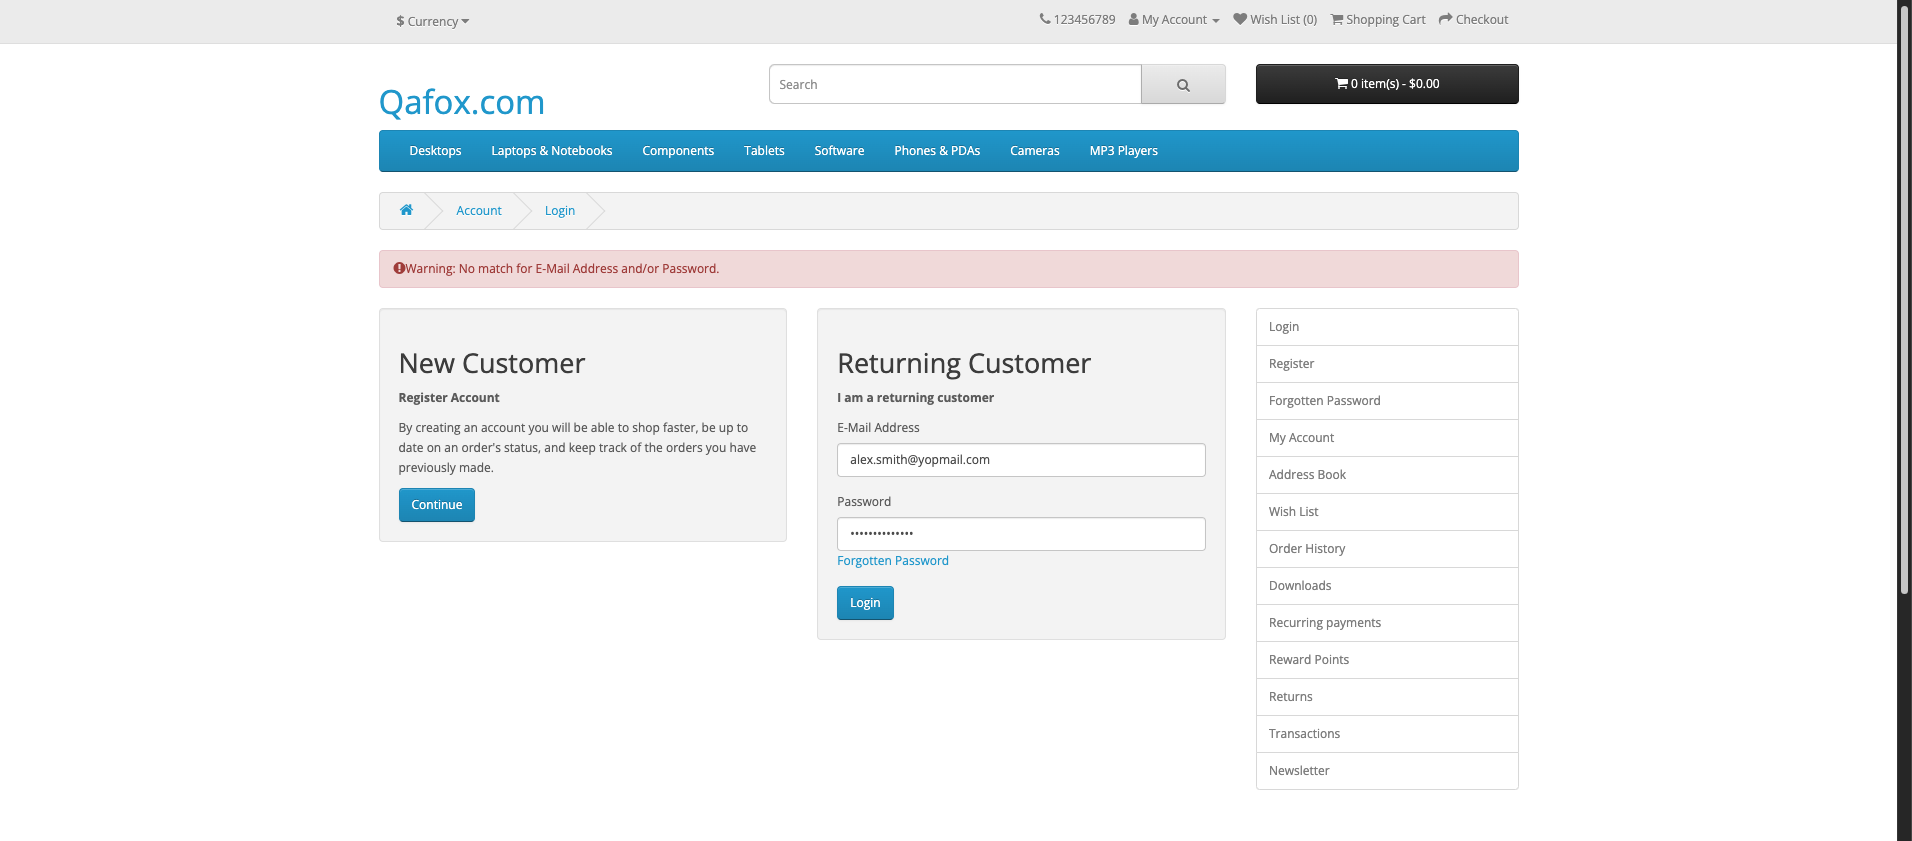 $ Currency
123456789 My Account Wish List (0) Shopping Cart Checkout
Qafox.com
Search
0 item(s) - $0.00
Desktops Laptops & Notebooks Components Tablets Software Phones & PDAs Cameras MP3 Players
Account Login
Warning: No match for E-Mail Address and/or Password.
New Customer
Register Account
By creating an account you will be able to shop faster, be up to
date on an order's status, and keep track of the orders you have
previously made.
Continue
Returning Customer
I am a returning customer
E-Mail Address
alex.smith@yopmail.com
Password
••••••••••••••
Forgotten Password
Login
Login
Register
Forgotten Password
My Account
Address Book
Wish List
Order History
Downloads
Recurring payments
Reward Points
Returns
Transactions
Newsletter